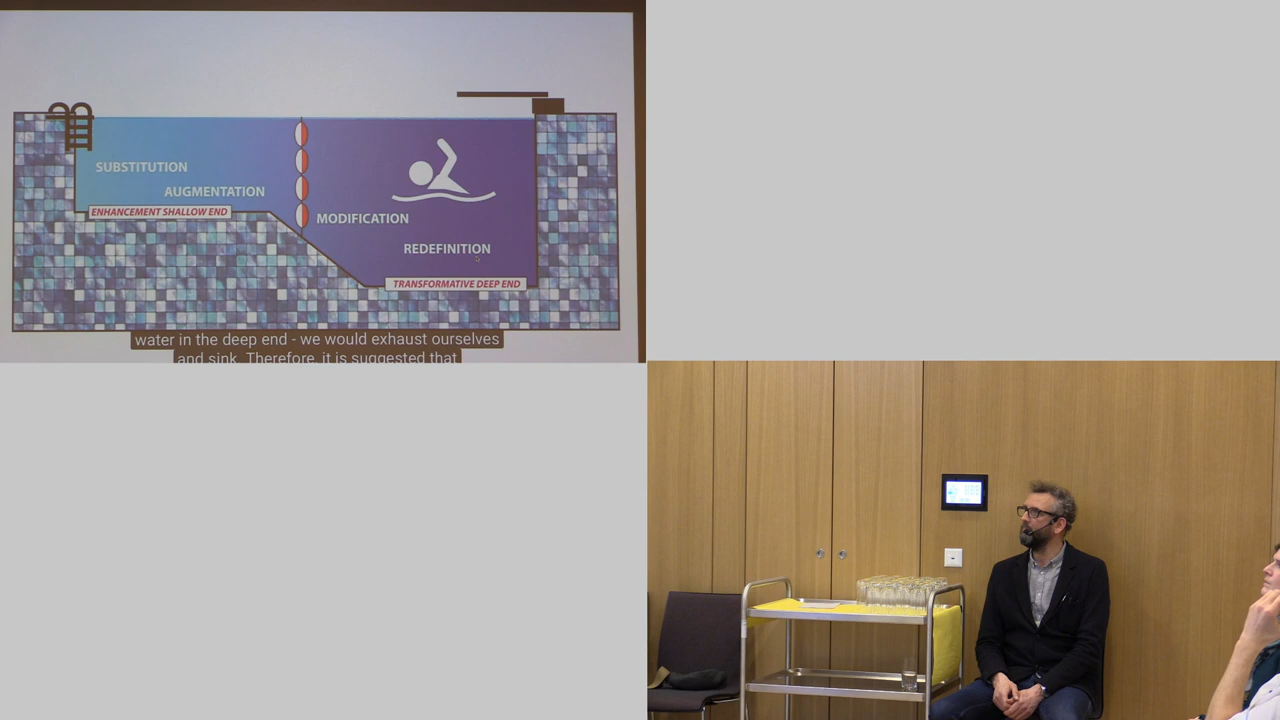 SUBSTITUTION
AUGMENTATION
ENHANCEMENT SHALLOW END
MODIFICATION
REDEFINITION
TRANSFORMATIVE DEEP END
water in the deep end - we would exhaust ourselves
and sink. Therefore, it is suggested that